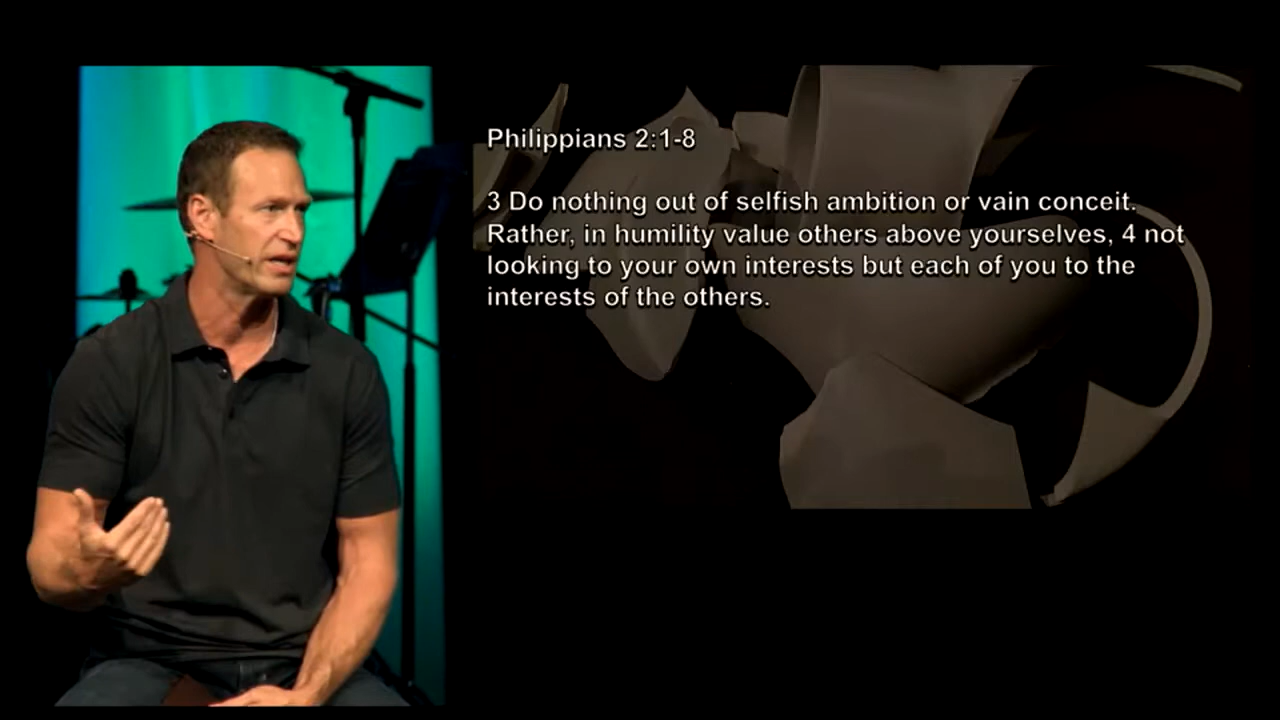 Philippians 2:1-8
3 Do nothing out of selfish ambition or vain conceit.
Rather, in humility value others above yourselves, 4 not
looking to your own interests but each of you to the
interests of the others.